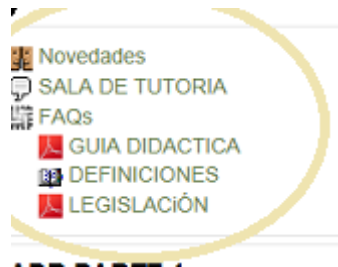 Novedades
SALA DE TUTORIA
FAQs
GUIA DIDACTICA
DEFINICIONES
LEGISLACIÓN